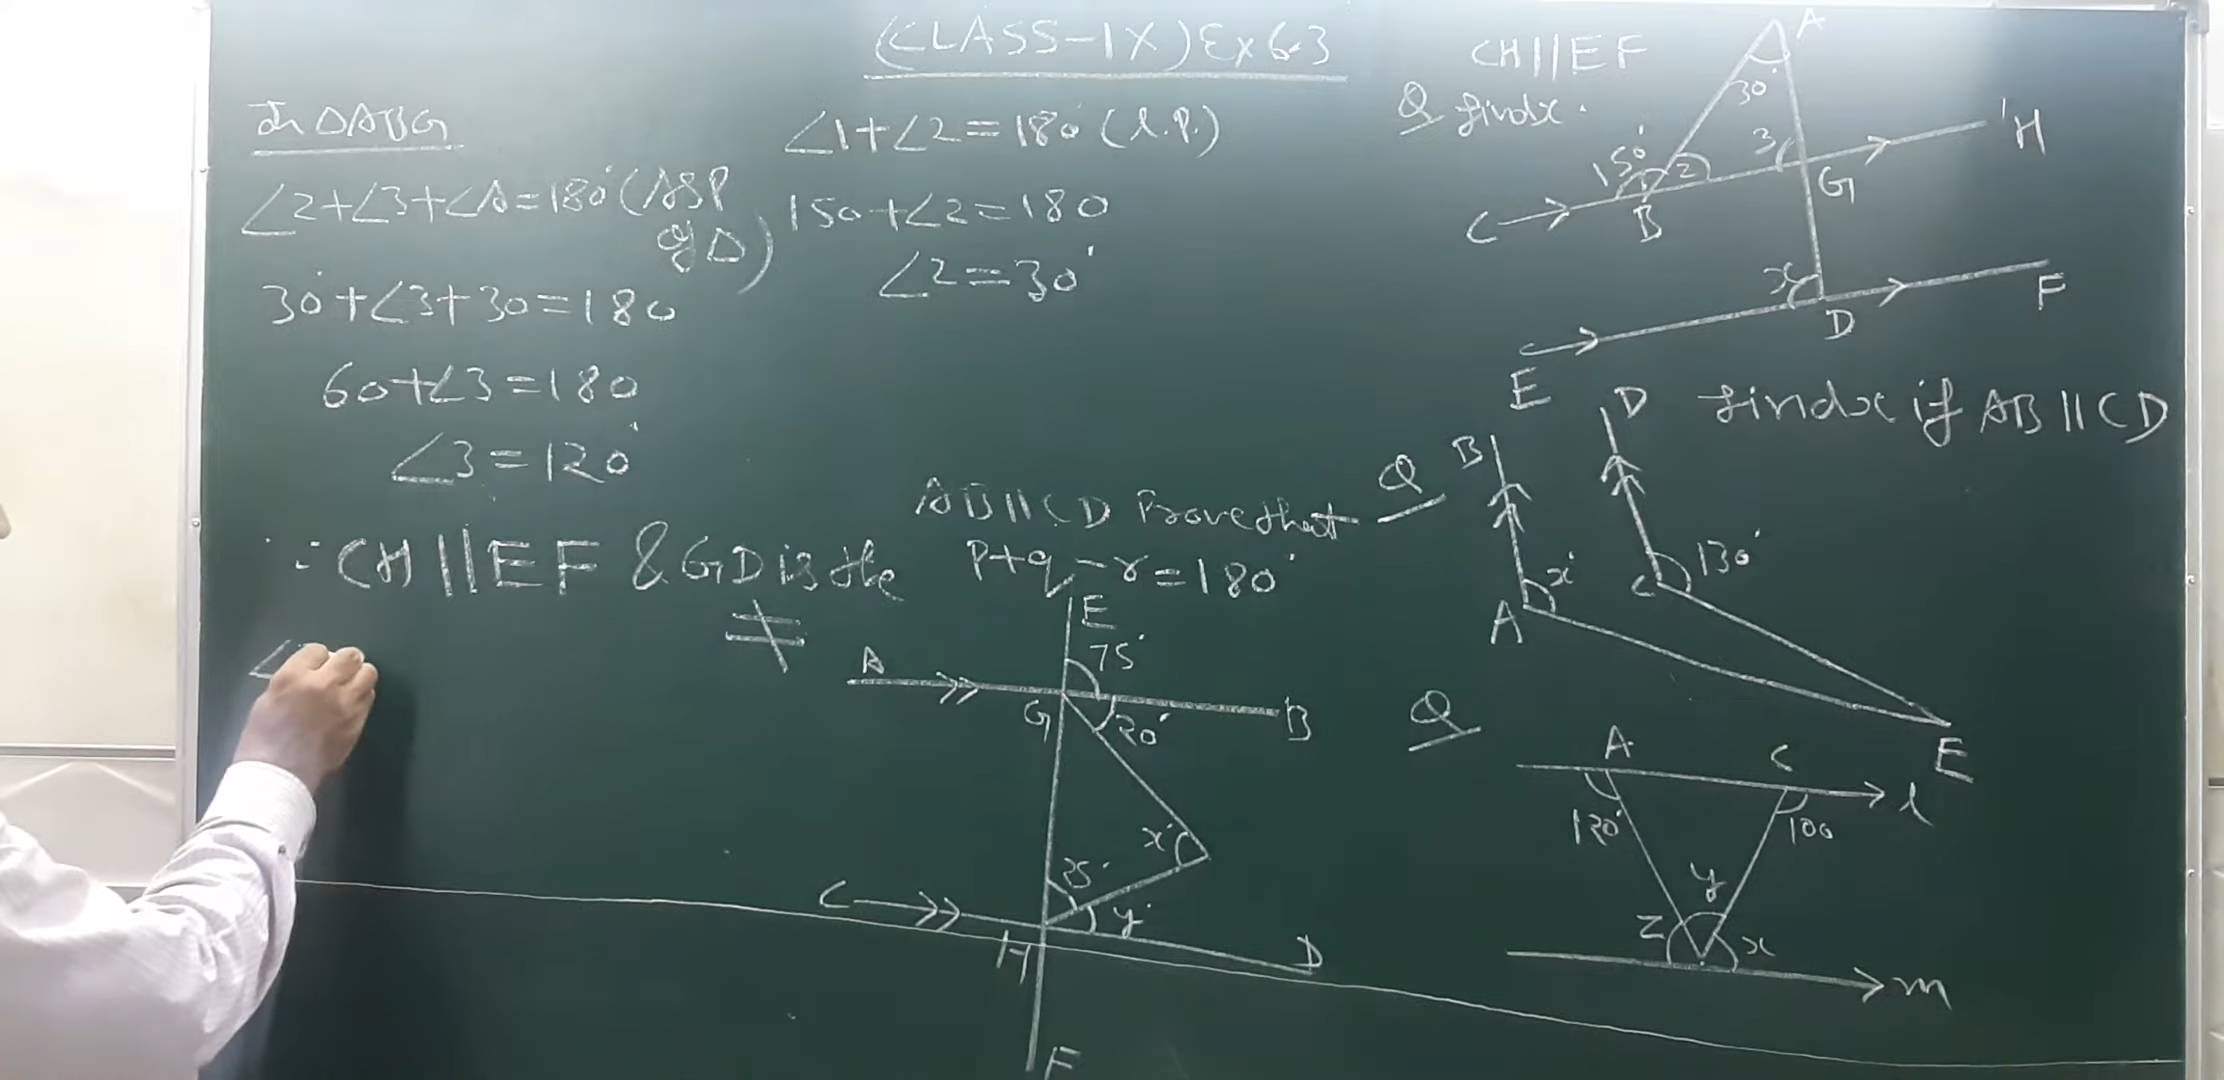 (CLASS-IX) Ex 6.3
In △ABG
∠2+∠3+∠A=180°(ASP
of △)
30°+∠3+30=180
60+∠3=180
∠3=120°
∵ CH||EF & GD is the
∠1+∠2=180°(l.p.)
150+∠2=180
∠2=30°
CH||EF
Q find x.
A
30°
150°
1
2
3
H
G
C
B
x
F
D
E
find x if AB||CD
Q
B
D
x°
130°
A
C
E
AB||CD Prove that
p+q-r=180°
E
75°
A
G
20°
B
x°
25°
y°
C
H
D
F
Q
A
C
l
120°
100
y
z
x
m